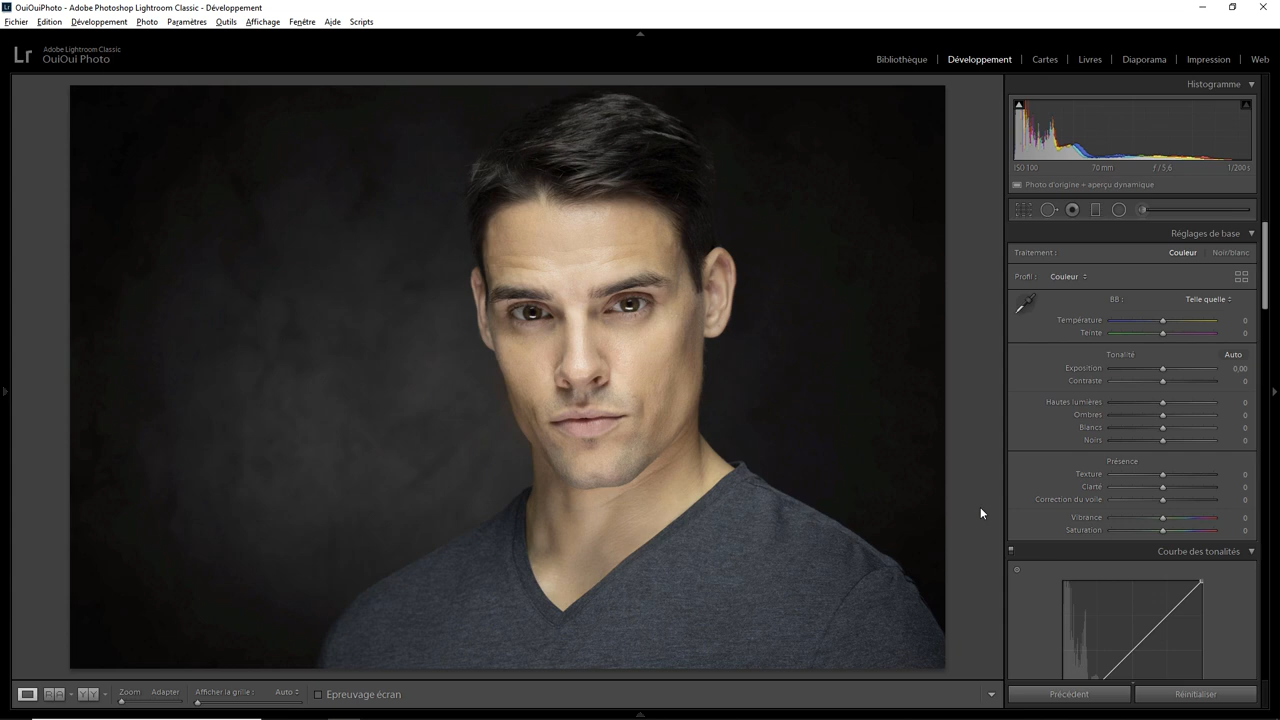 OuiOuiPhoto - Adobe Photoshop Lightroom Classic - Développement
Fichier Edition Développement Photo Paramètres Outils Affichage Fenêtre Aide Scripts
Lr
Adobe Lightroom Classic
OuiOui Photo
Bibliothèque | Développement | Cartes | Livres | Diaporama | Impression | Web
Histogramme
ISO 100 70 mm ƒ / 5,6 1/200 s
Photo d'origine + aperçu dynamique
Réglages de base
Traitement : Couleur Noir/blanc
Profil : Couleur
BB : Telle quelle
Température 0
Teinte 0
Tonalité Auto
Exposition 0,00
Contraste 0
Hautes lumières 0
Ombres 0
Blancs 0
Noirs 0
Présence
Texture 0
Clarté 0
Correction du voile 0
Vibrance 0
Saturation 0
Courbe des tonalités
Zoom Adapter Afficher la grille : Auto Epreuvage écran
Précédent Réinitialiser